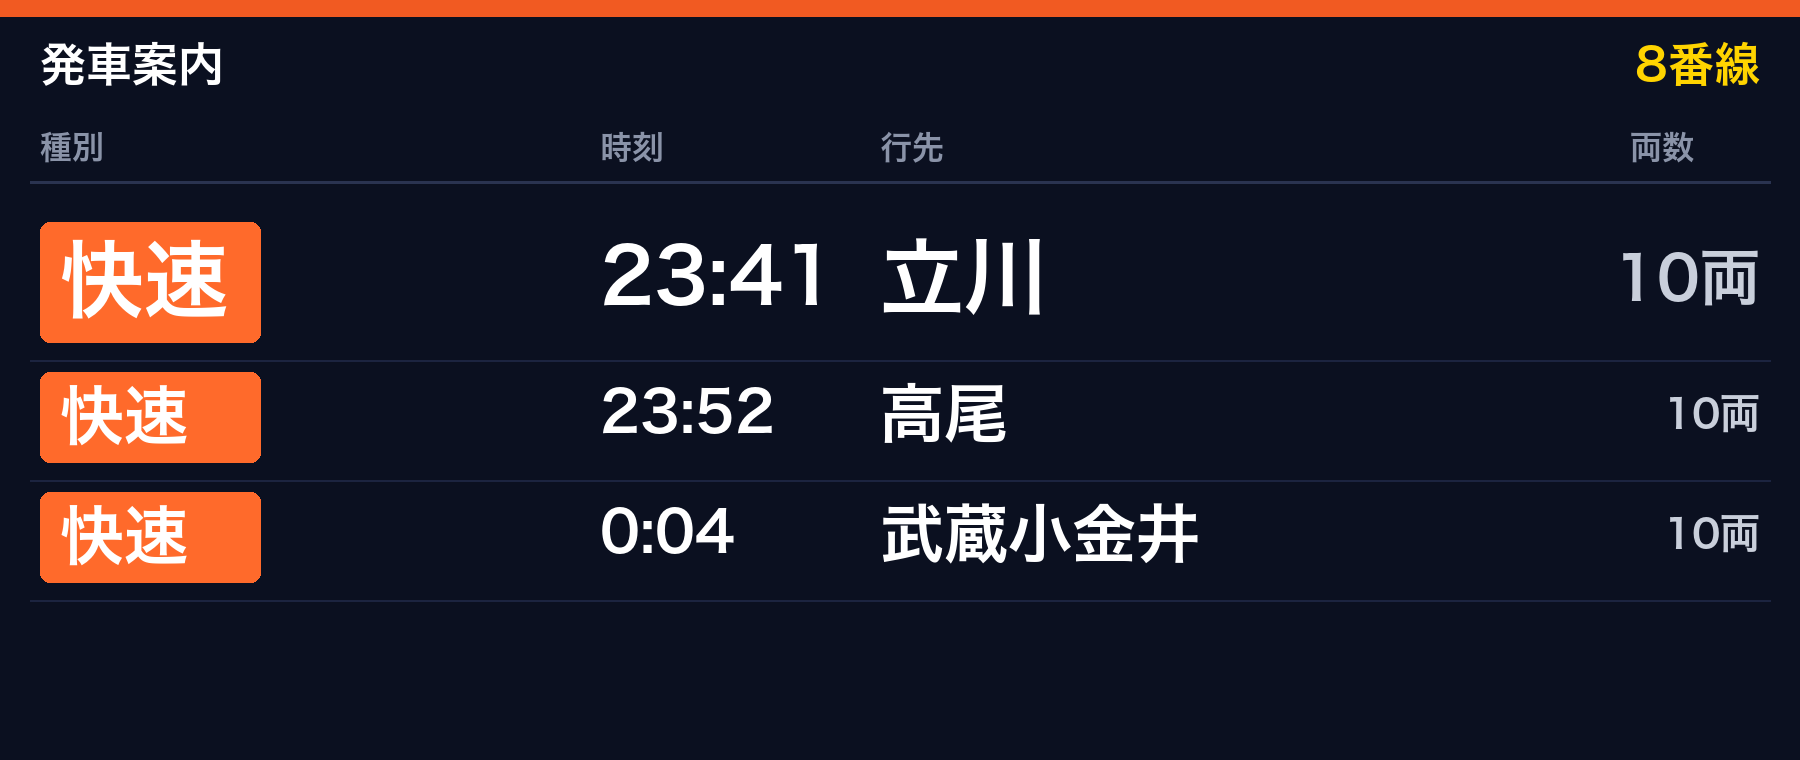 発車案内 8番線
種別 時刻 行先 両数
快速 23:41 立川 10両
快速 23:52 高尾 10両
快速 0:04 武蔵小金井 10両